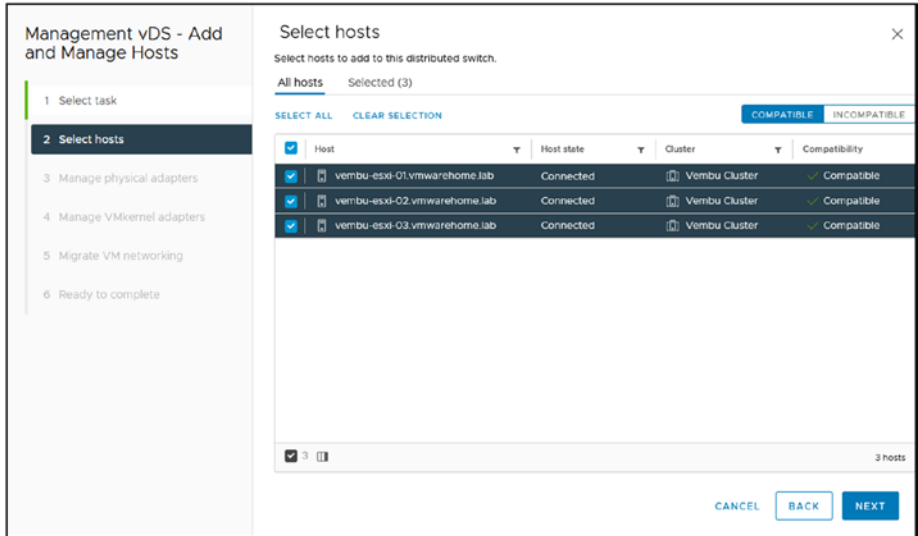 Management vDS - Add
and Manage Hosts
1 Select task
2 Select hosts
3 Manage physical adapters
4 Manage VMkernel adapters
5 Migrate VM networking
6 Ready to complete
Select hosts
Select hosts to add to this distributed switch.
All hosts Selected (3)
SELECT ALL CLEAR SELECTION COMPATIBLE INCOMPATIBLE
Host Host state Cluster Compatibility
vembu-esxi-01.vmwarehome.lab Connected Vembu Cluster Compatible
vembu-esxi-02.vmwarehome.lab Connected Vembu Cluster Compatible
vembu-esxi-03.vmwarehome.lab Connected Vembu Cluster Compatible
3 3 hosts
CANCEL BACK NEXT